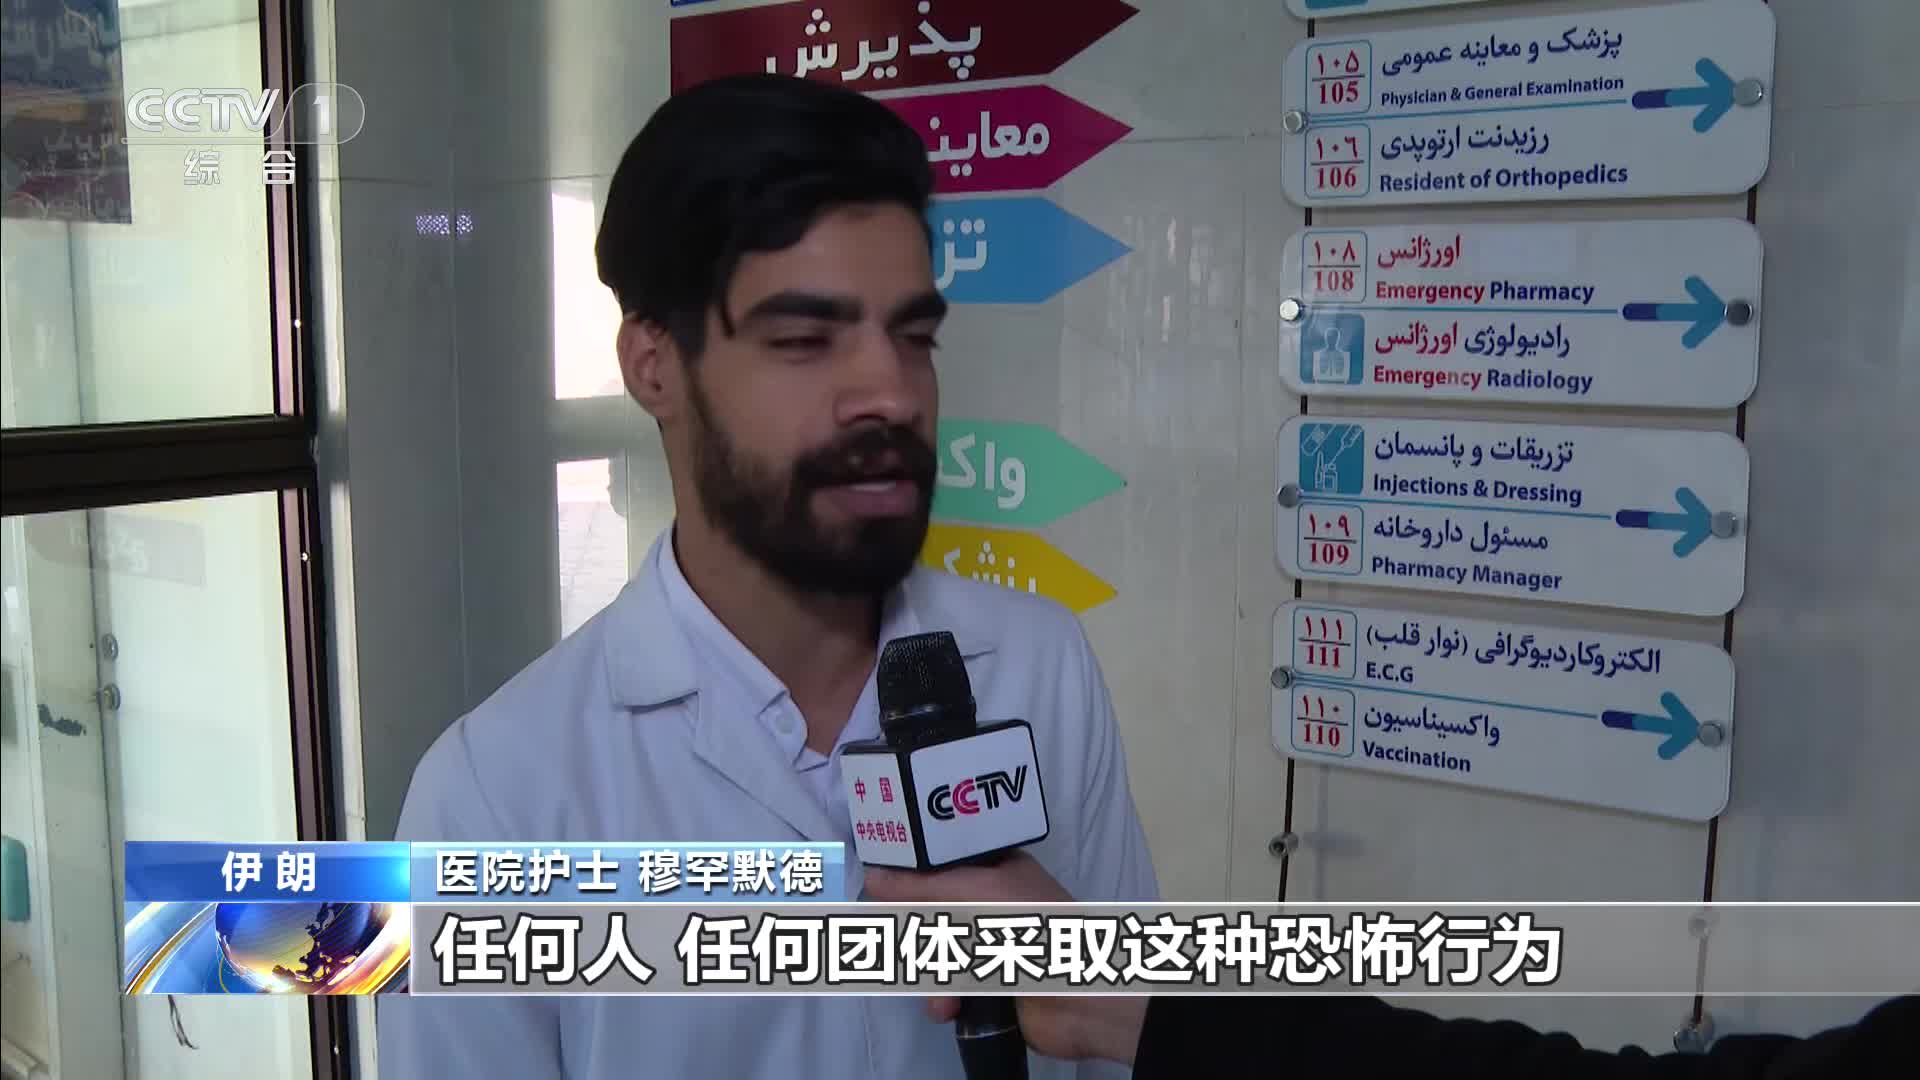 CCTV 1
综合
پذیرش
معاینه
پزشک و معاینه عمومی
۱۰۵
105
Physician & General Examination
رزیدنت ارتوپدی
۱۰۶
106
Resident of Orthopedics
اورژانس
۱۰۸
108
Emergency Pharmacy
رادیولوژی اورژانس
Emergency Radiology
تزریقات و پانسمان
Injections & Dressing
مسئول داروخانه
۱۰۹
109
Pharmacy Manager
الکتروکاردیوگرافی (نوار قلب)
۱۱۱
111
E.C.G
واکسیناسیون
۱۱۰
110
Vaccination
中国
中央电视台
CCTV
伊朗
医院护士 穆罕默德
任何人 任何团体采取这种恐怖行为